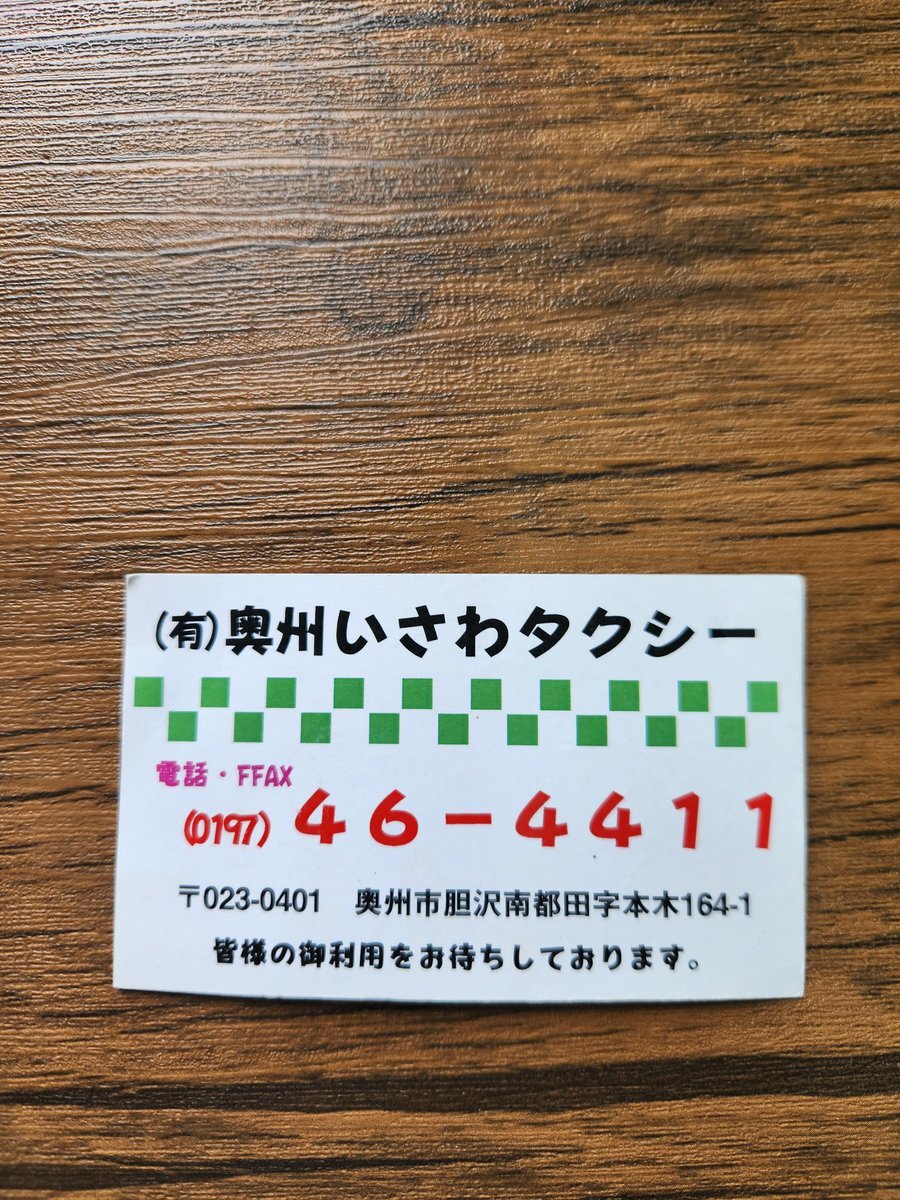 (有)奥州いさわタクシー
電話・FFAX
(0197) 46-4411
〒023-0401 奥州市胆沢南都田字本木164-1
皆様の御利用をお待ちしております。